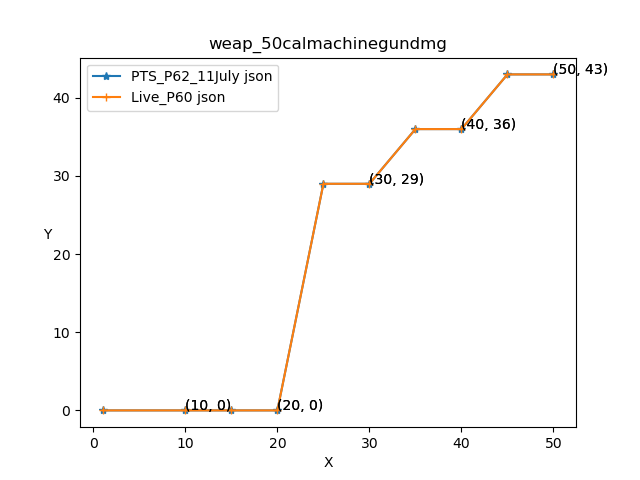 weap_50calmachinegundmg
PTS_P62_11July json
Live_P60 json
(50, 43)
(40, 36)
(30, 29)
(10, 0)
(20, 0)
Y
40
30
20
10
0
0 10 20 30 40 50
X